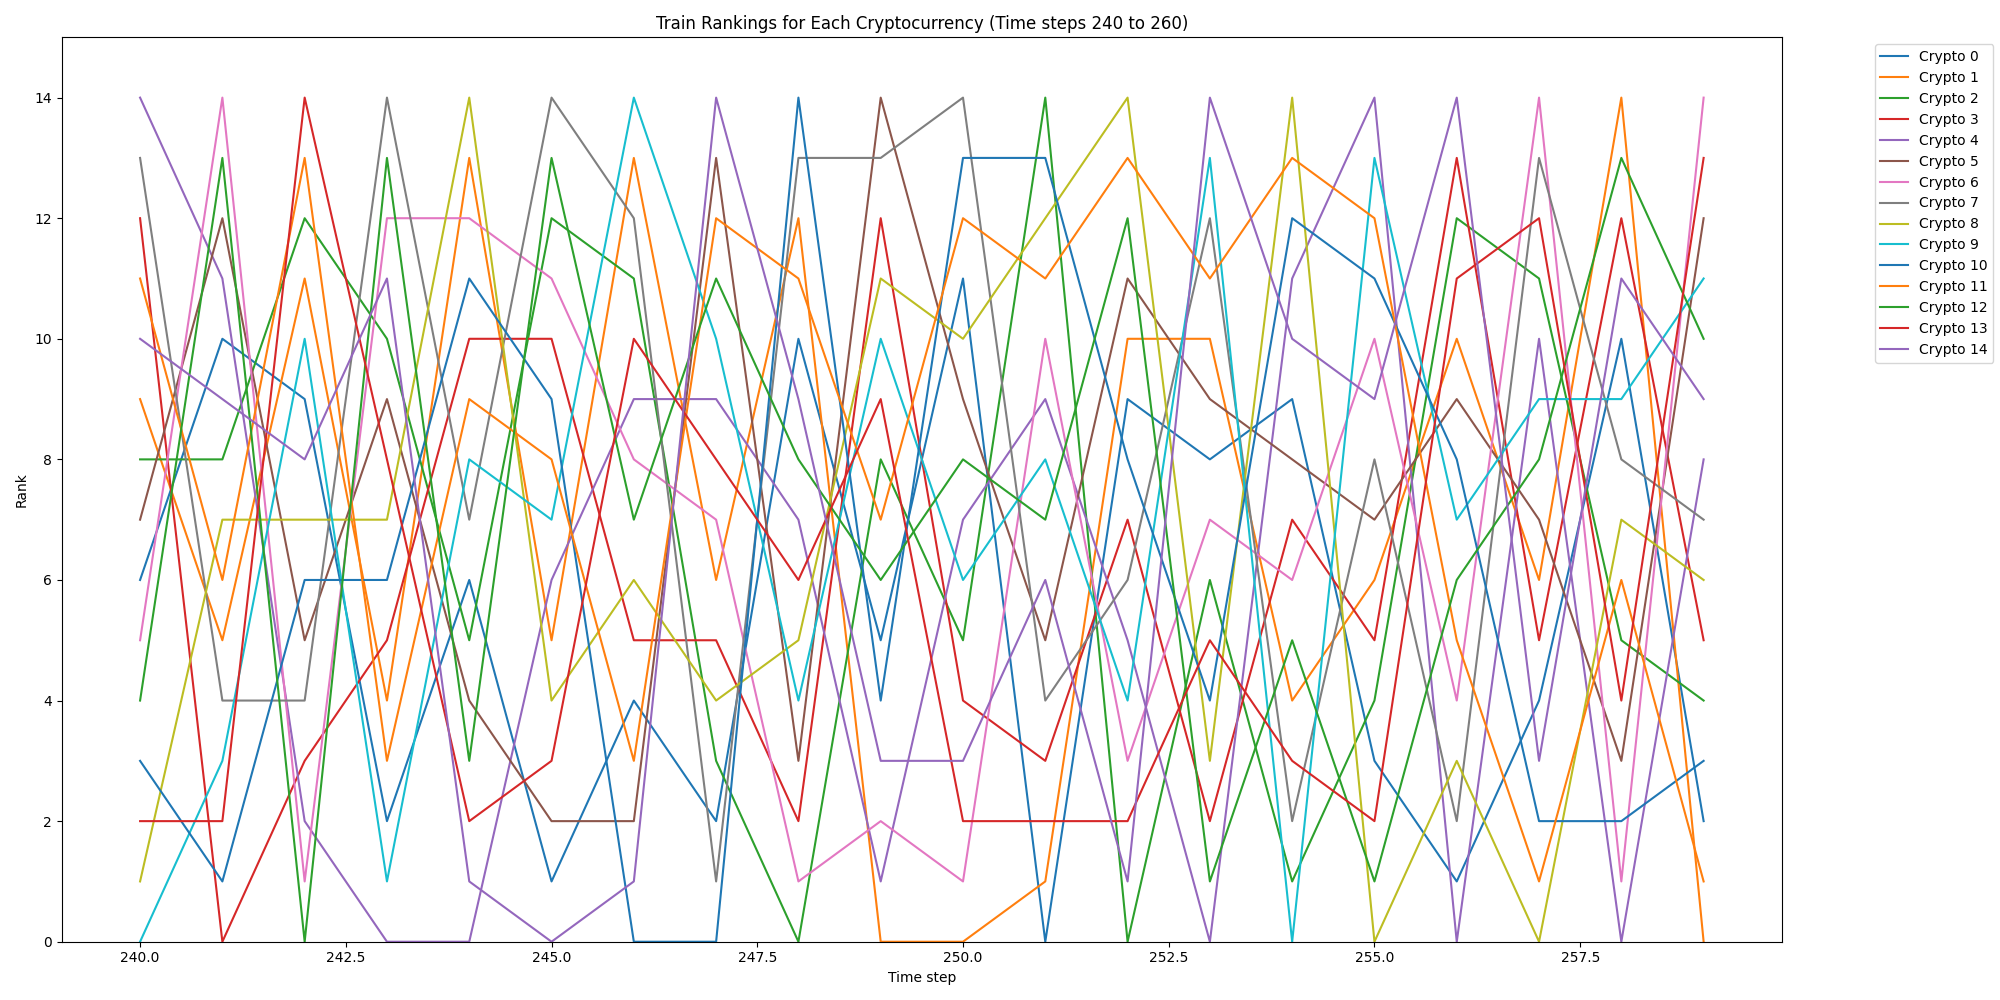 Train Rankings for Each Cryptocurrency (Time steps 240 to 260)
Rank
14
12
10
8
6
4
2
0
240.0 242.5 245.0 247.5 250.0 252.5 255.0 257.5
Time step
Crypto 0
Crypto 1
Crypto 2
Crypto 3
Crypto 4
Crypto 5
Crypto 6
Crypto 7
Crypto 8
Crypto 9
Crypto 10
Crypto 11
Crypto 12
Crypto 13
Crypto 14